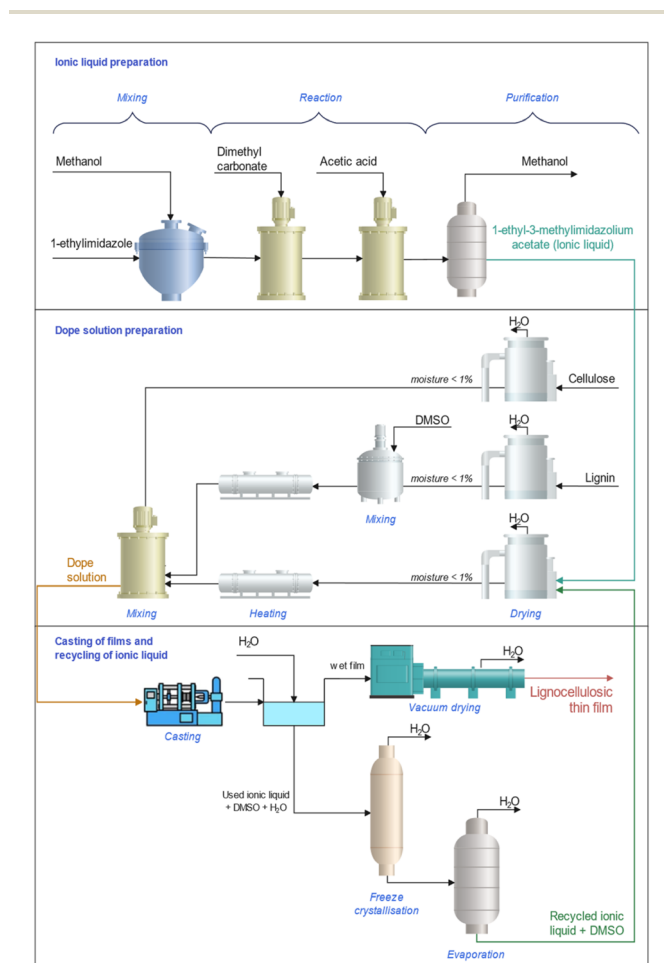 Ionic liquid preparation
Mixing
Reaction
Purification
Methanol
Dimethyl
carbonate
Acetic acid
Methanol
1-ethylimidazole
1-ethyl-3-methylimidazolium
acetate (Ionic liquid)
Dope solution preparation
H₂O
moisture < 1%
Cellulose
DMSO
H₂O
moisture < 1%
Lignin
Mixing
H₂O
Dope
solution
moisture < 1%
Mixing
Heating
Drying
Casting of films and
recycling of ionic liquid
H₂O
wet film
H₂O
Lignocellulosic
thin film
Vacuum drying
Casting
H₂O
Used ionic liquid
+ DMSO + H₂O
H₂O
Freeze
crystallisation
Recycled ionic
liquid + DMSO
Evaporation